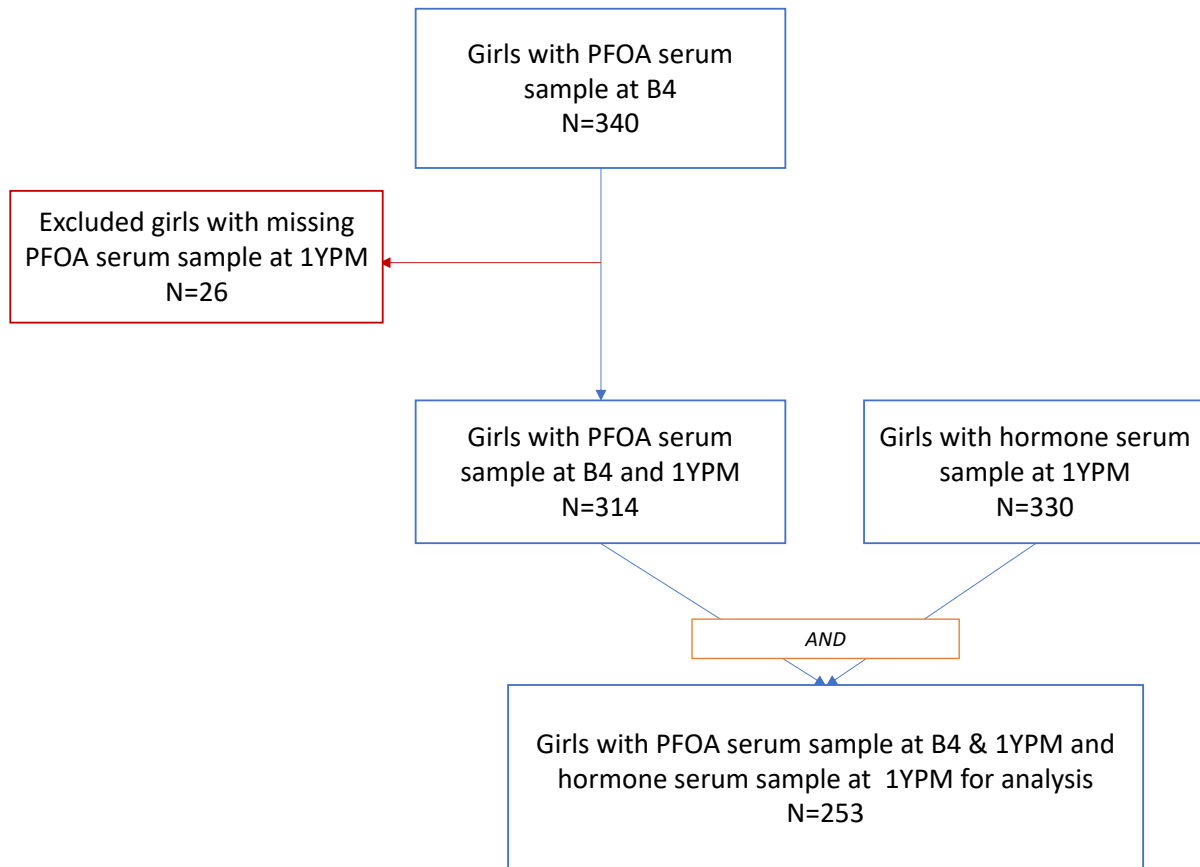 Girls with PFOA serum
sample at B4
N=340
Excluded girls with missing
PFOA serum sample at 1YPM
N=26
Girls with PFOA serum
sample at B4 and 1YPM
N=314
Girls with hormone serum
sample at 1YPM
N=330
AND
Girls with PFOA serum sample at B4 & 1YPM and
hormone serum sample at  1YPM for analysis
N=253